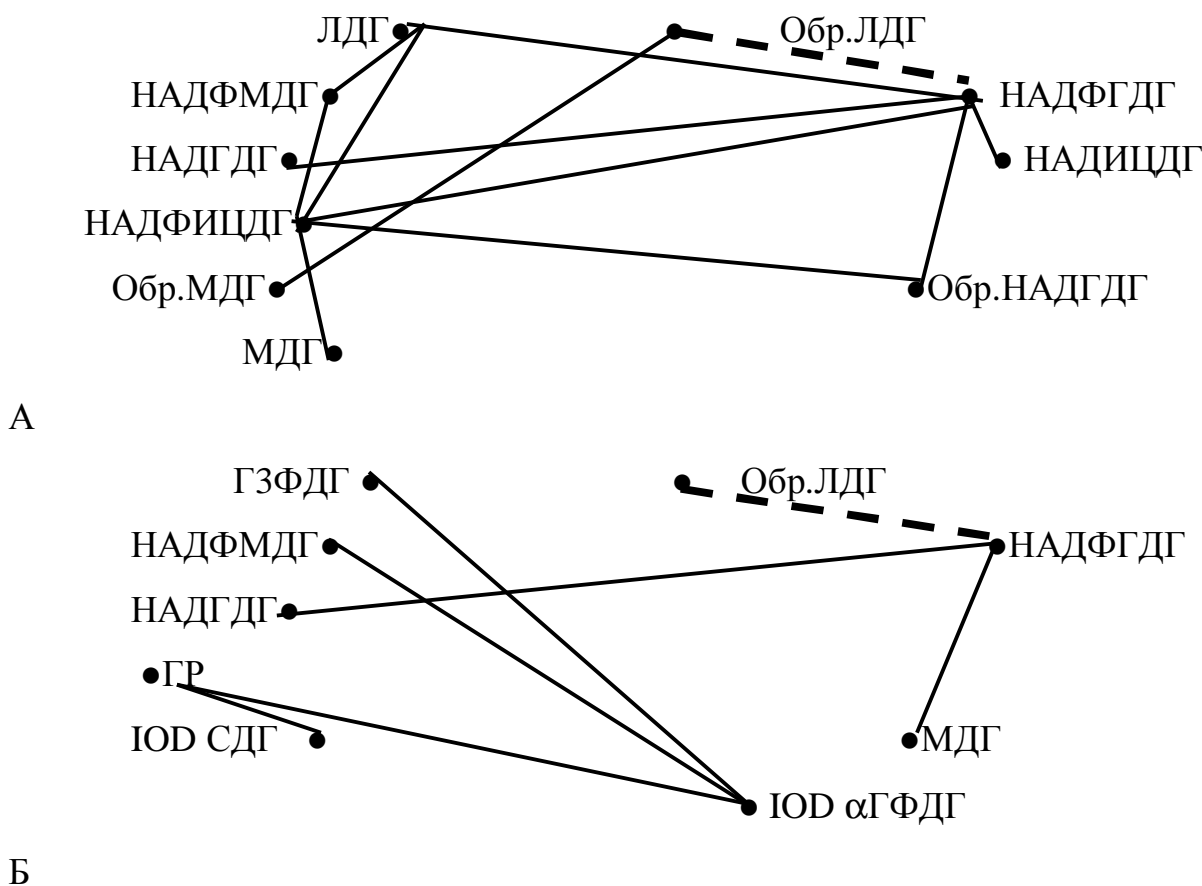 ЛДГ Обр.ЛДГ
НАДФМДГ НАДФГДГ
НАДГДГ НАДИЦДГ
НАДФИЦДГ
Обр.МДГ Обр.НАДГДГ
МДГ
А
Г3ФДГ Обр.ЛДГ
НАДФМДГ НАДФГДГ
НАДГДГ
ГР
IOD СДГ МДГ
IOD αГФДГ
Б